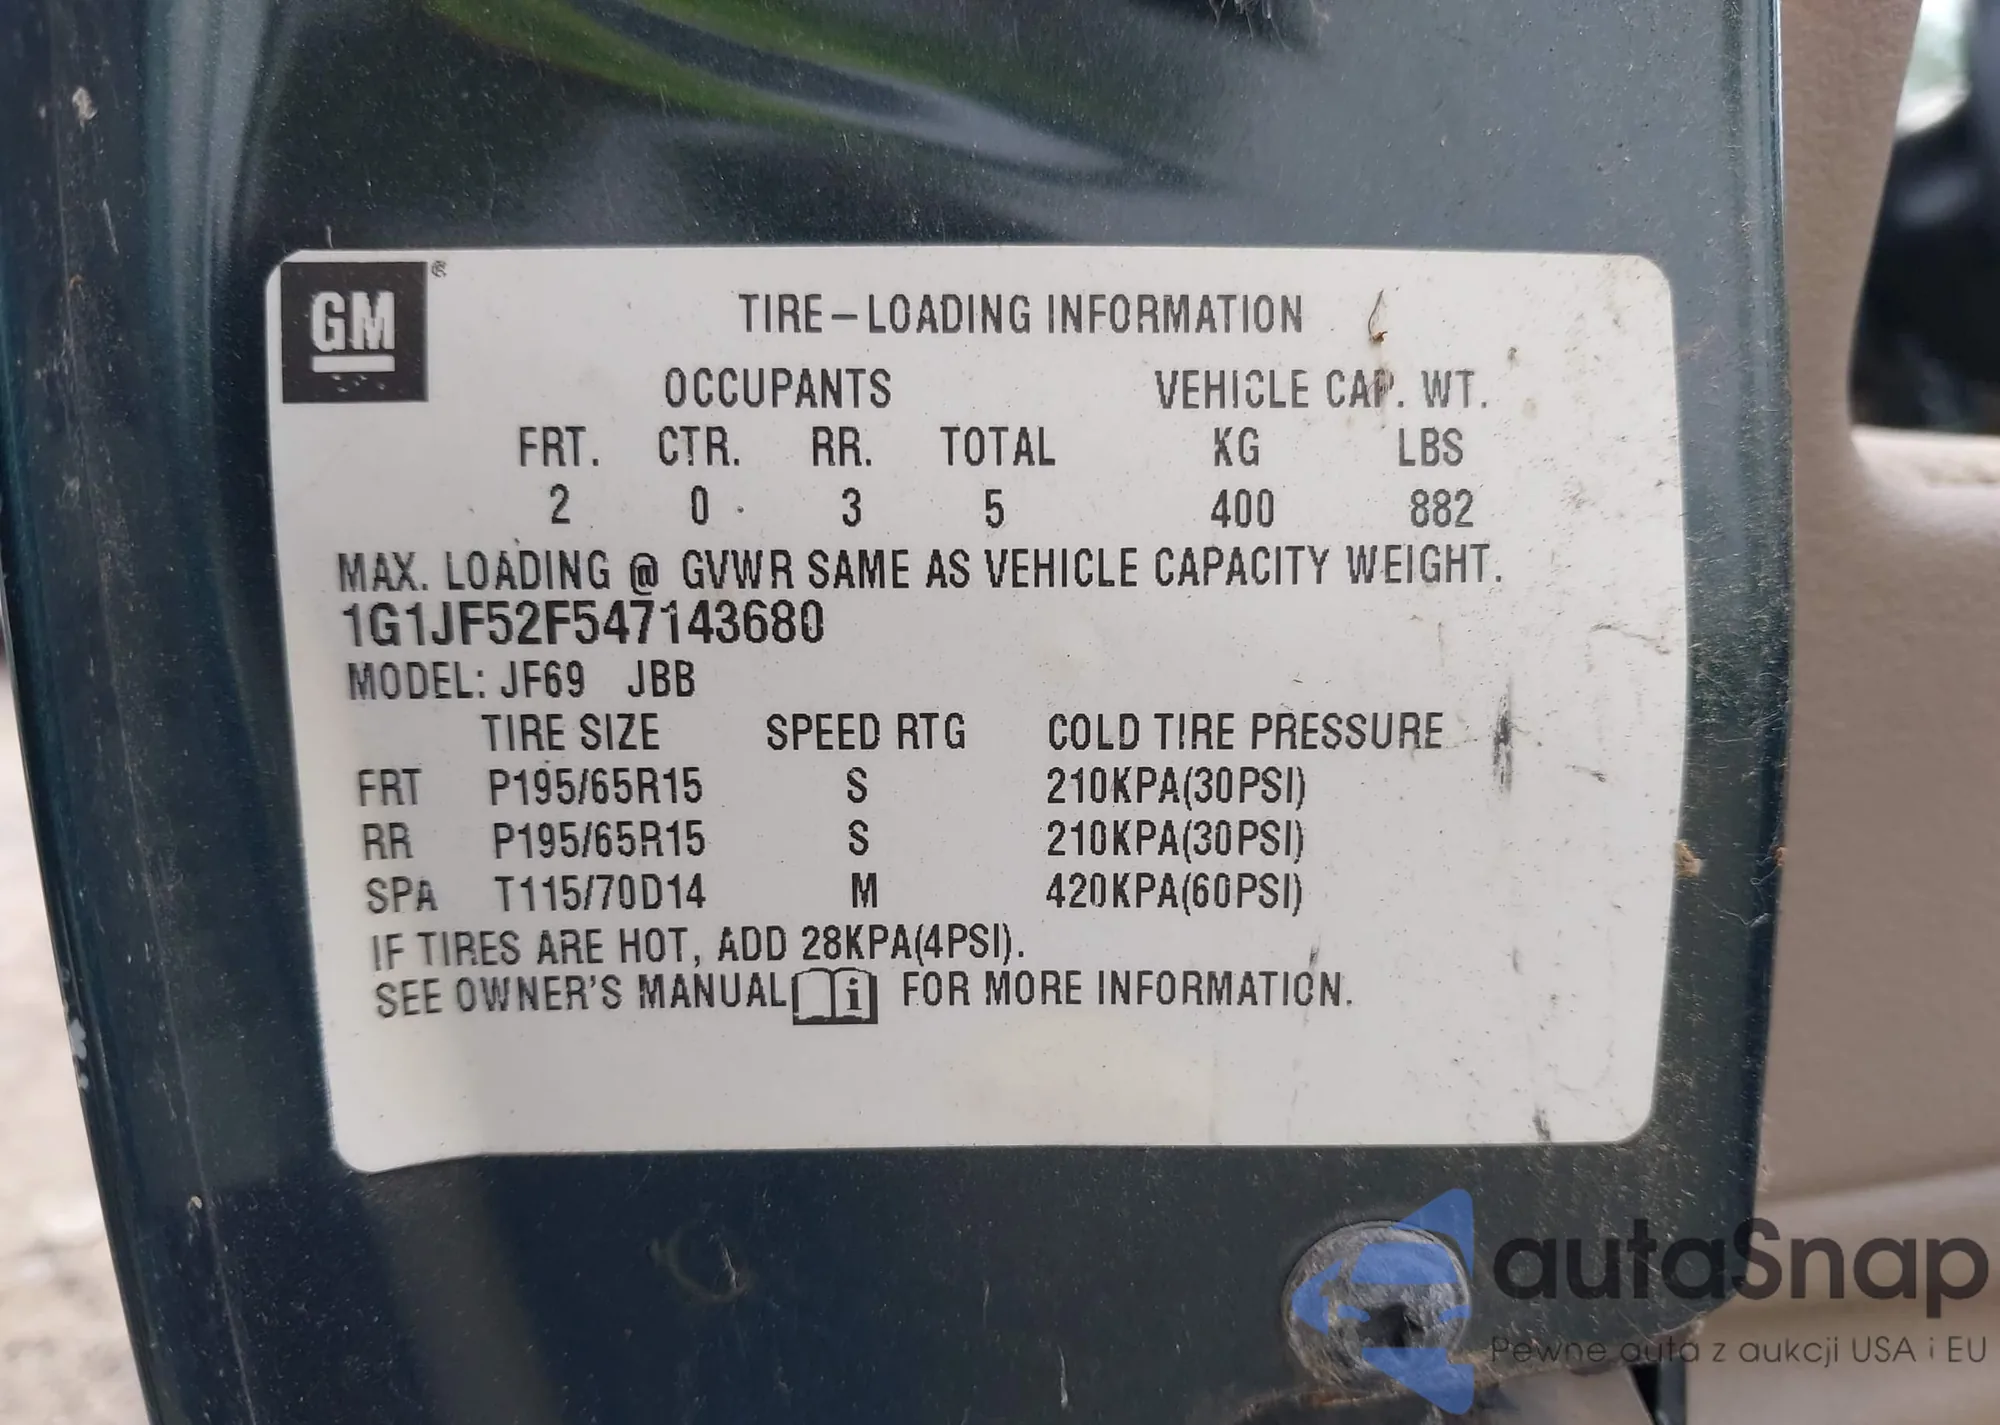 GM ®
TIRE-LOADING INFORMATION
OCCUPANTS VEHICLE CAP. WT.
FRT. CTR. RR. TOTAL KG LBS
2 0 3 5 400 882
MAX. LOADING @ GVWR SAME AS VEHICLE CAPACITY WEIGHT.
1G1JF52F547143680
MODEL: JF69 JBB
TIRE SIZE SPEED RTG COLD TIRE PRESSURE
FRT P195/65R15 S 210KPA(30PSI)
RR P195/65R15 S 210KPA(30PSI)
SPA T115/70D14 M 420KPA(60PSI)
IF TIRES ARE HOT, ADD 28KPA(4PSI).
SEE OWNER'S MANUAL i FOR MORE INFORMATION.
autaSnap
Pewne auta z aukcji USA i EU